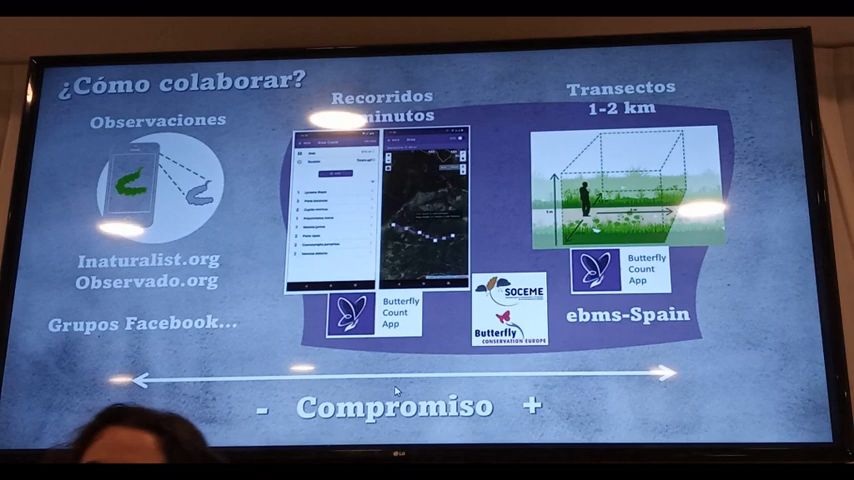 ¿Cómo colaborar?
Observaciones
Inaturalist.org
Observado.org
Grupos Facebook...
Recorridos
minutos
Butterfly
Count
App
SOCEME
Butterfly
CONSERVATION EUROPE
Transectos
1-2 km
Butterfly
Count
App
ebms-Spain
- Compromiso +
LG